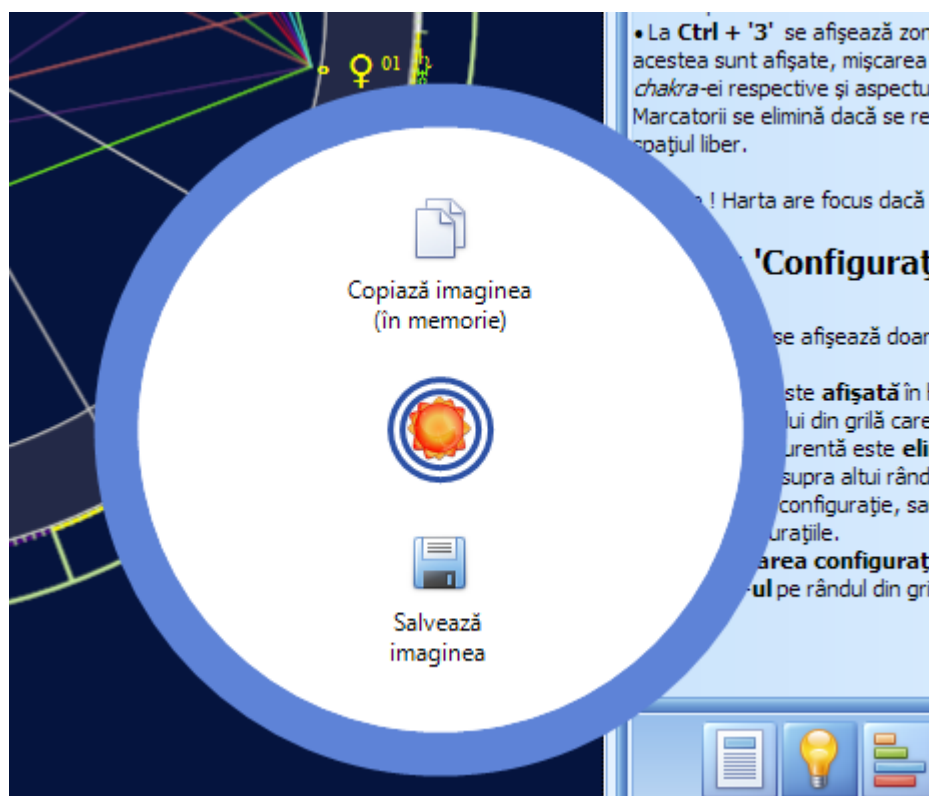 01
• La Ctrl + '3' se afişează zon
acestea sunt afişate, mişcarea
chakra-ei respective şi aspectu
Marcatorii se elimină dacă se re
spaţiul liber.
! Harta are focus dacă
'Configuraţ
se afişează doar
ste afişată în
lui din grilă care
urentă este eli
supra altui rând
configuraţie, sa
uraţiile.
area configuraţ
-ul pe rândul din gri
Copiază imaginea
(în memorie)
Salvează
imaginea